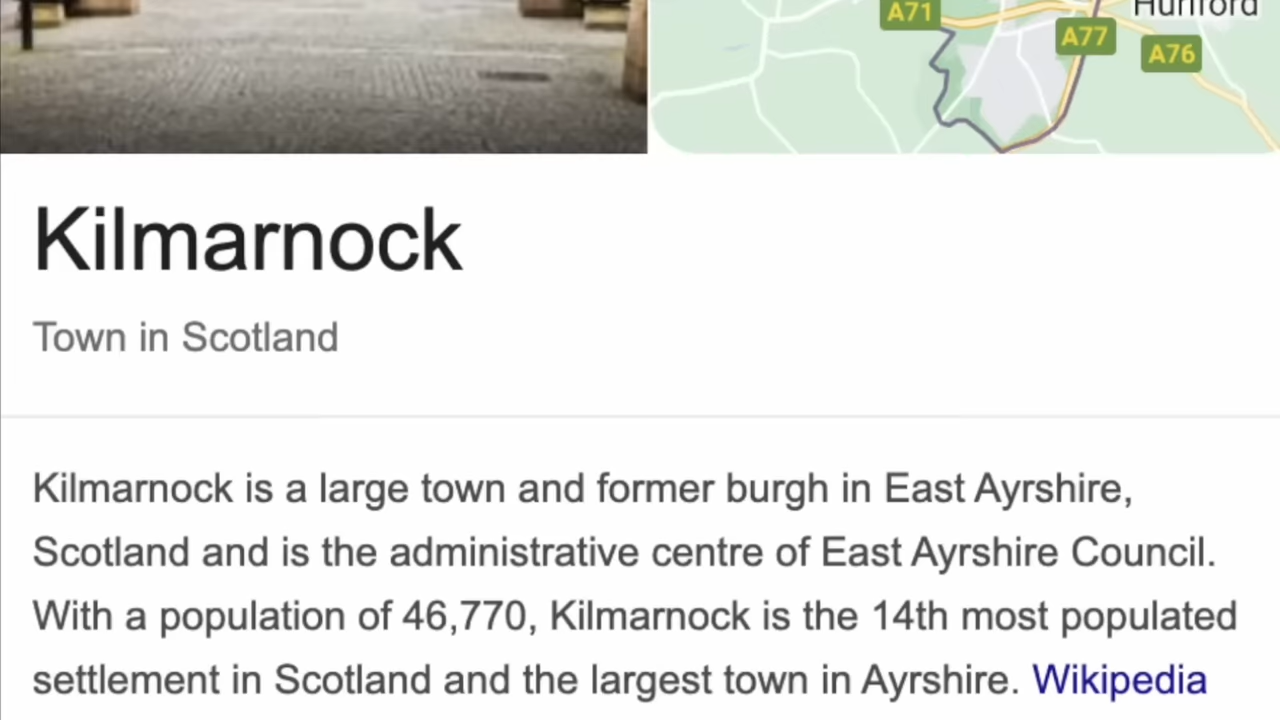 A71
Hurlford
A77
A76
Kilmarnock
Town in Scotland
Kilmarnock is a large town and former burgh in East Ayrshire,
Scotland and is the administrative centre of East Ayrshire Council.
With a population of 46,770, Kilmarnock is the 14th most populated
settlement in Scotland and the largest town in Ayrshire. Wikipedia